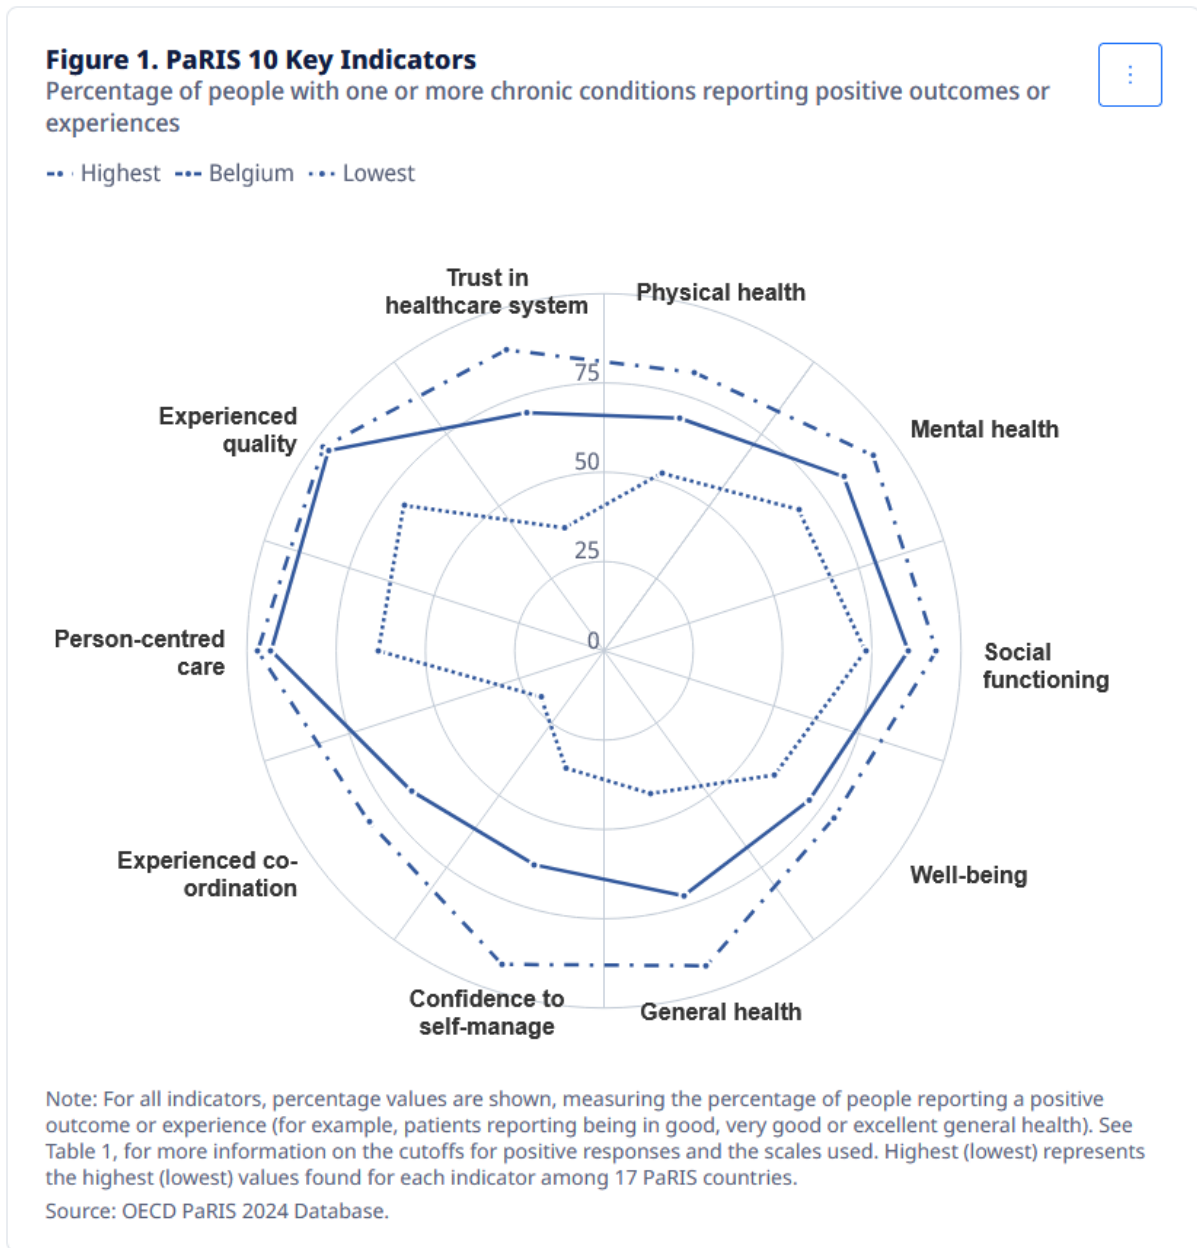 Figure 1. PaRIS 10 Key Indicators
Percentage of people with one or more chronic conditions reporting positive outcomes or
experiences
Highest Belgium Lowest
Trust in
healthcare system
Physical health
75
Experienced
quality
Mental health
50
25
0
Person-centred
care
Social
functioning
Experienced co-
ordination
Well-being
Confidence to
self-manage
General health
Note: For all indicators, percentage values are shown, measuring the percentage of people reporting a positive
outcome or experience (for example, patients reporting being in good, very good or excellent general health). See
Table 1, for more information on the cutoffs for positive responses and the scales used. Highest (lowest) represents
the highest (lowest) values found for each indicator among 17 PaRIS countries.
Source: OECD PaRIS 2024 Database.